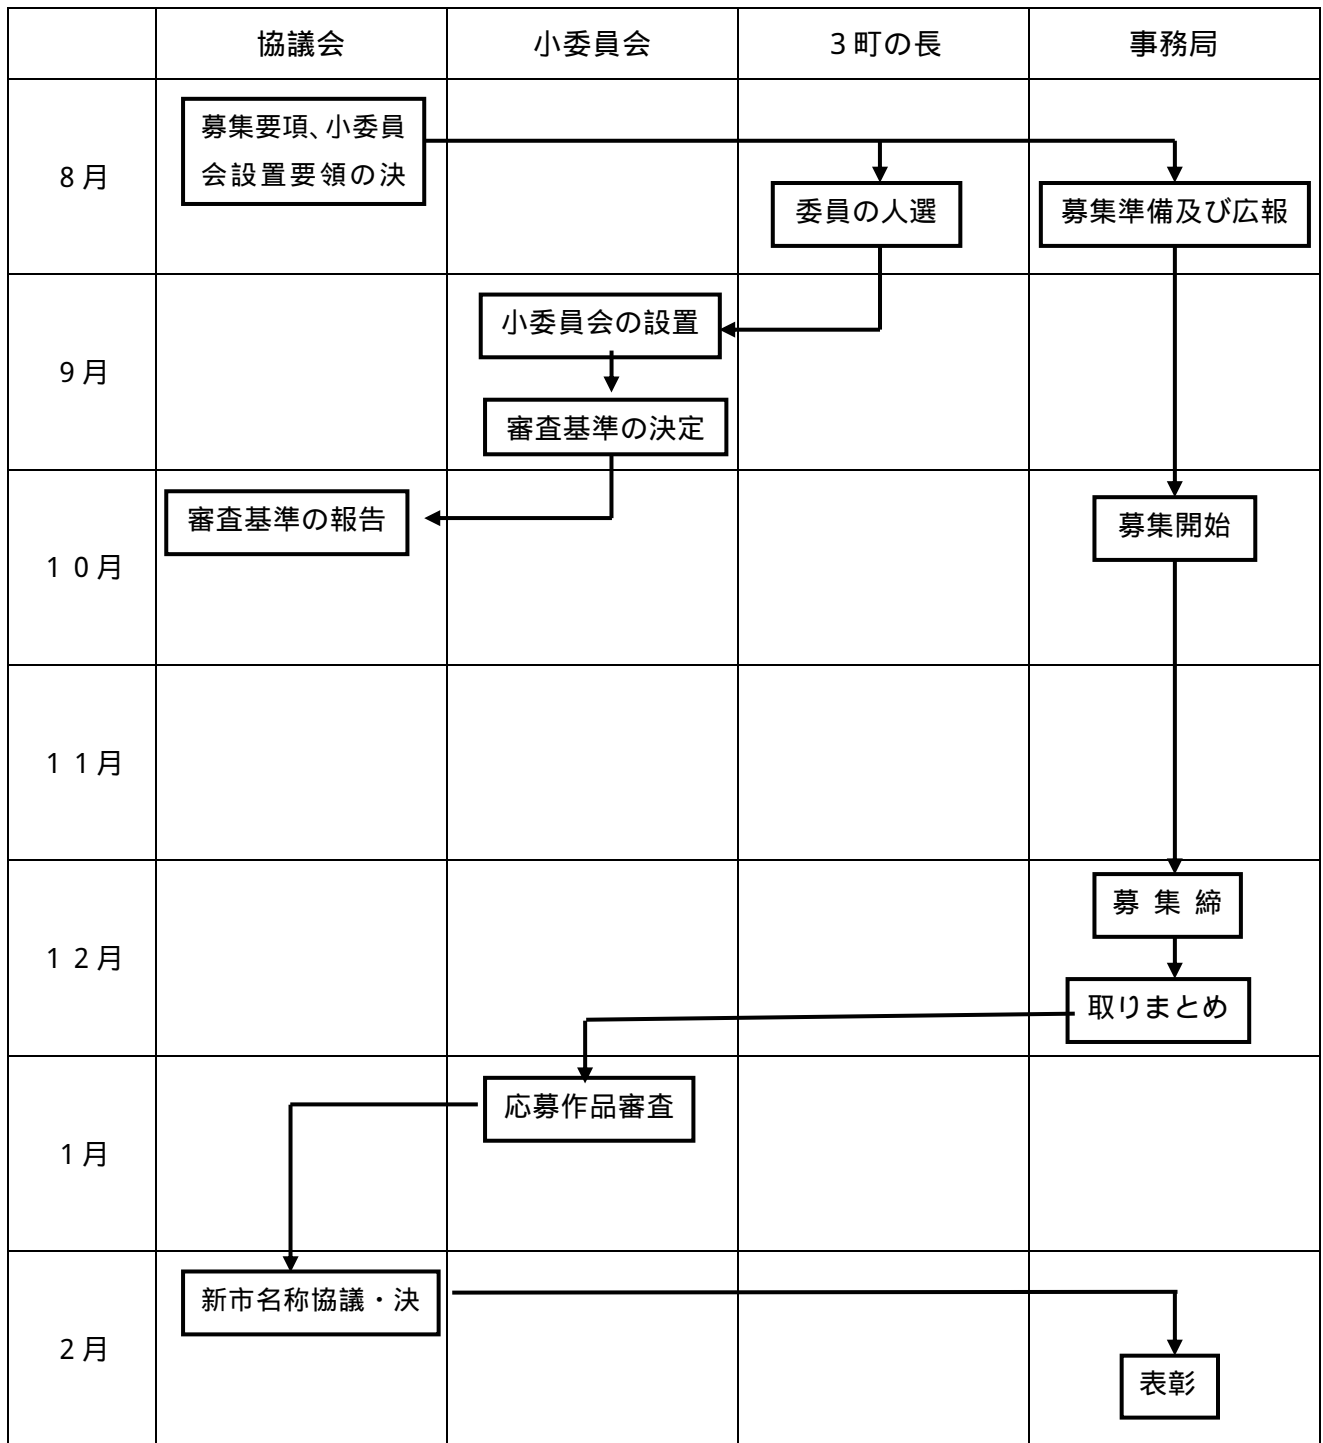 協議会 小委員会 3町の長 事務局
8月
募集要項、小委員
会設置要領の決
委員の人選
募集準備及び広報
9月
小委員会の設置
審査基準の決定
10月
審査基準の報告
募集開始
11月
12月
募集締
取りまとめ
1月
応募作品審査
2月
新市名称協議・決
表彰